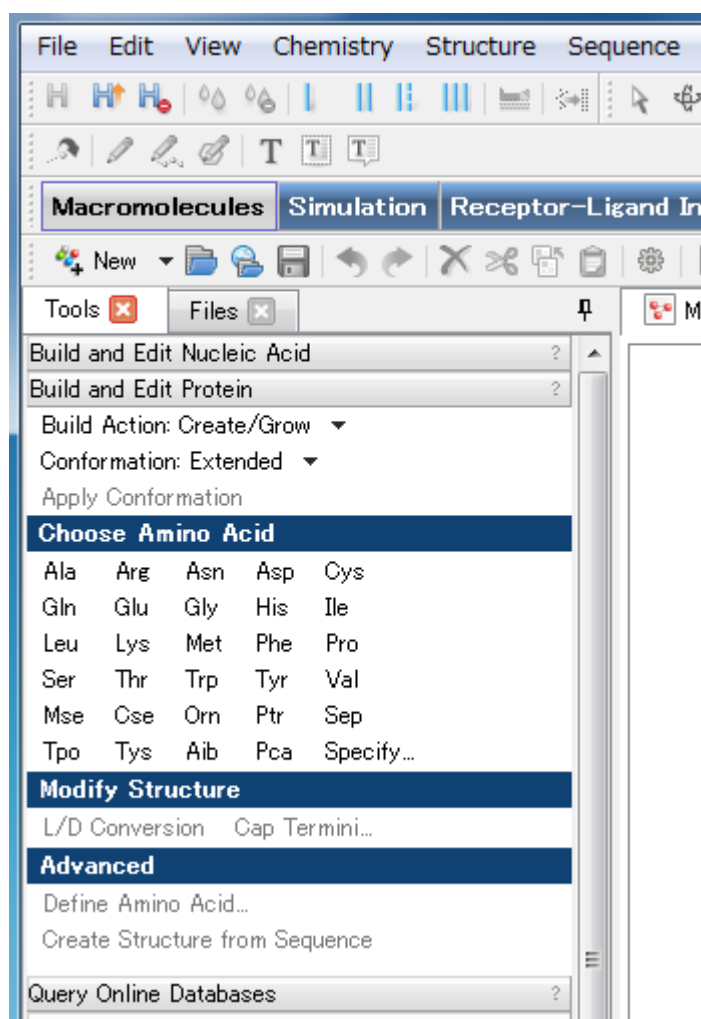 File Edit View Chemistry Structure Sequence
T T T
Macromolecules Simulation Receptor-Ligand In
New
Tools Files M
Build and Edit Nucleic Acid ?
Build and Edit Protein ?
Build Action: Create/Grow
Conformation: Extended
Apply Conformation
Choose Amino Acid
Ala Arg Asn Asp Cys
Gln Glu Gly His Ile
Leu Lys Met Phe Pro
Ser Thr Trp Tyr Val
Mse Cse Orn Ptr Sep
Tpo Tys Aib Pca Specify...
Modify Structure
L/D Conversion Cap Termini...
Advanced
Define Amino Acid...
Create Structure from Sequence
Query Online Databases ?